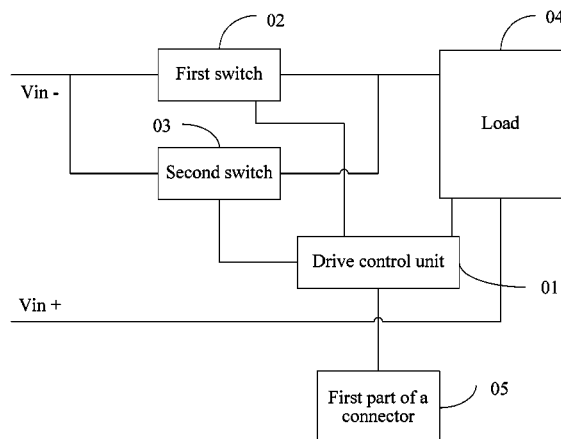 02
04
First switch
Vin -
Load
03
Second switch
Drive control unit
01
Vin +
First part of a
connector
05